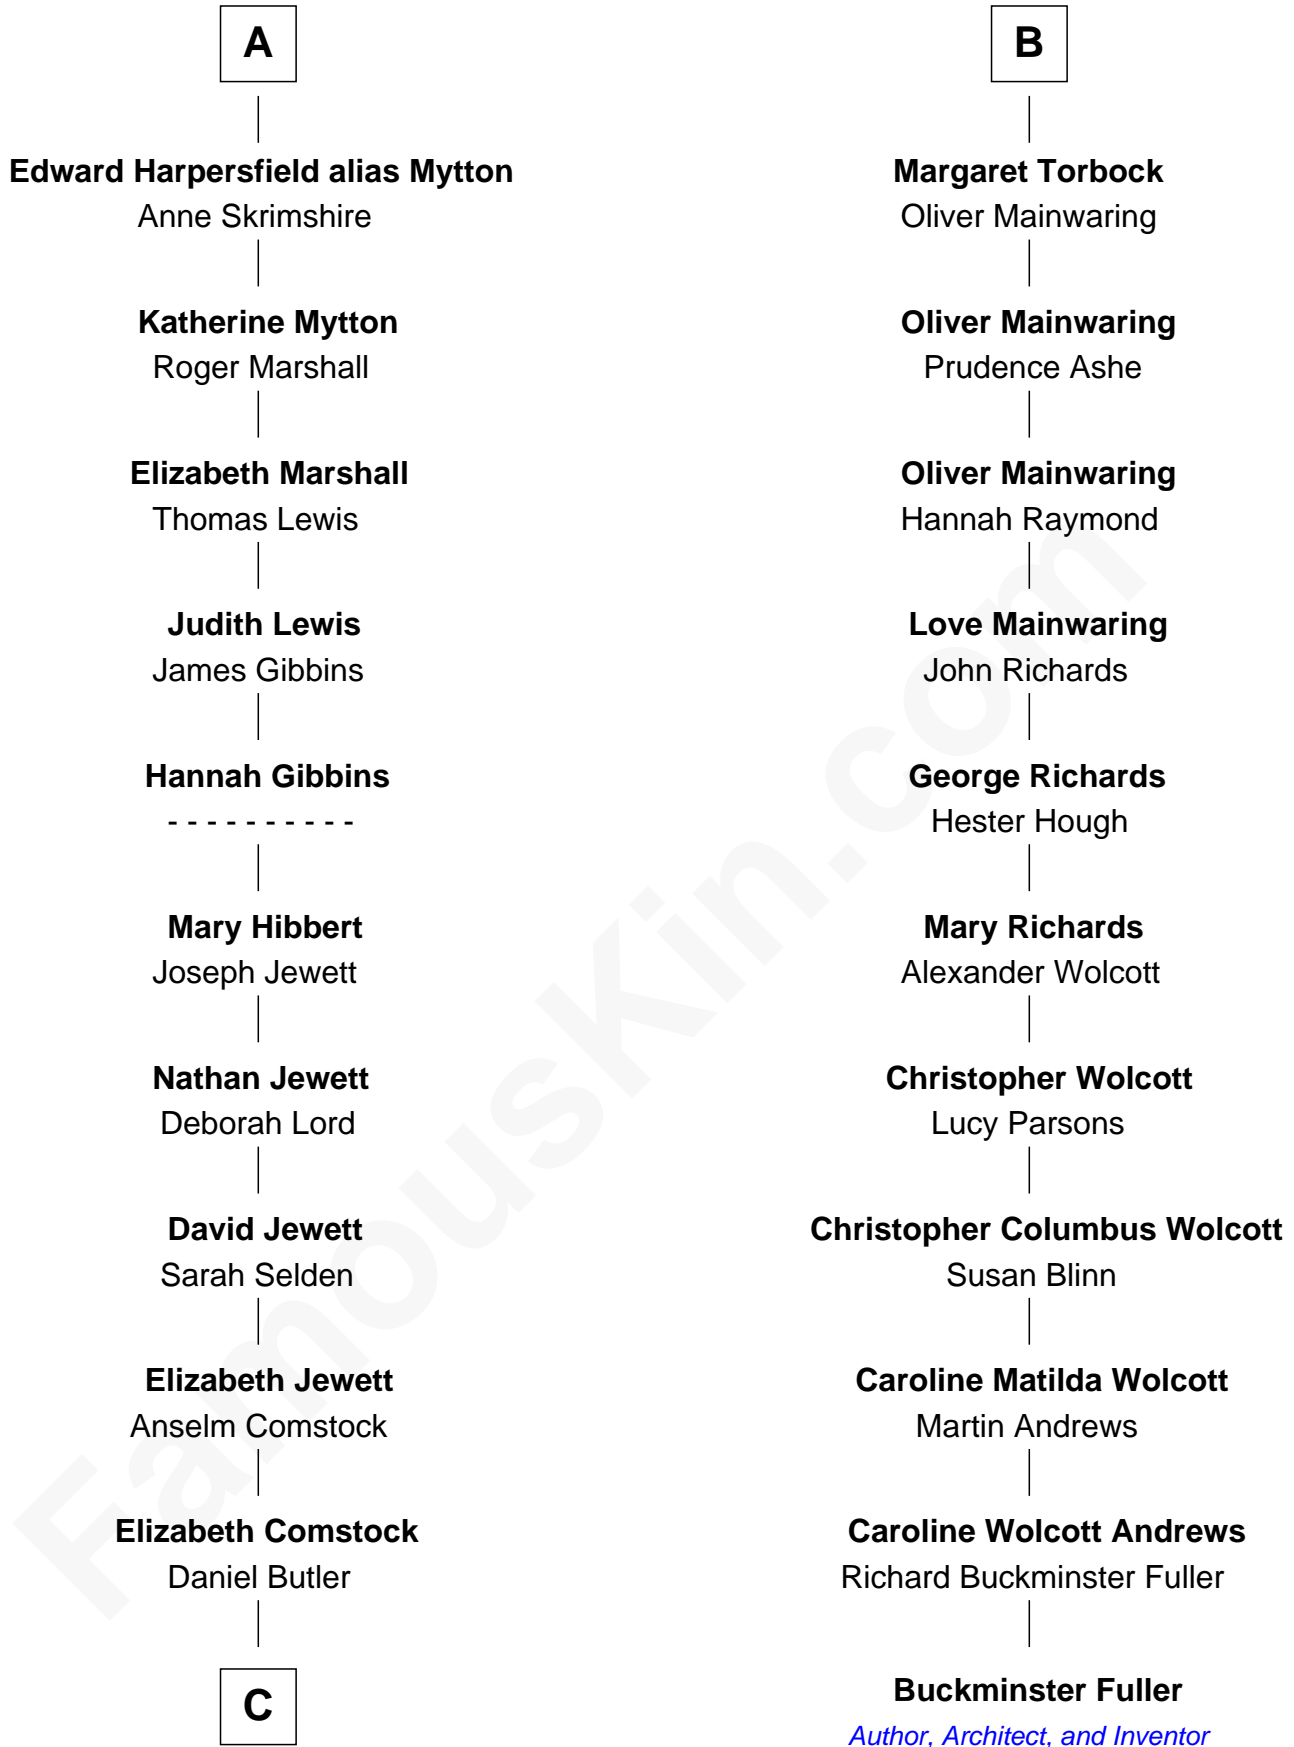 A
Edward Harpersfield alias Mytton
Anne Skrimshire
Katherine Mytton
Roger Marshall
Elizabeth Marshall
Thomas Lewis
Judith Lewis
James Gibbins
Hannah Gibbins
- - - - - - - - - -
Mary Hibbert
Joseph Jewett
Nathan Jewett
Deborah Lord
David Jewett
Sarah Selden
Elizabeth Jewett
Anselm Comstock
Elizabeth Comstock
Daniel Butler
C
B
Margaret Torbock
Oliver Mainwaring
Oliver Mainwaring
Prudence Ashe
Oliver Mainwaring
Hannah Raymond
Love Mainwaring
John Richards
George Richards
Hester Hough
Mary Richards
Alexander Wolcott
Christopher Wolcott
Lucy Parsons
Christopher Columbus Wolcott
Susan Blinn
Caroline Matilda Wolcott
Martin Andrews
Caroline Wolcott Andrews
Richard Buckminster Fuller
Buckminster Fuller
Author, Architect, and Inventor
FamousKin.com